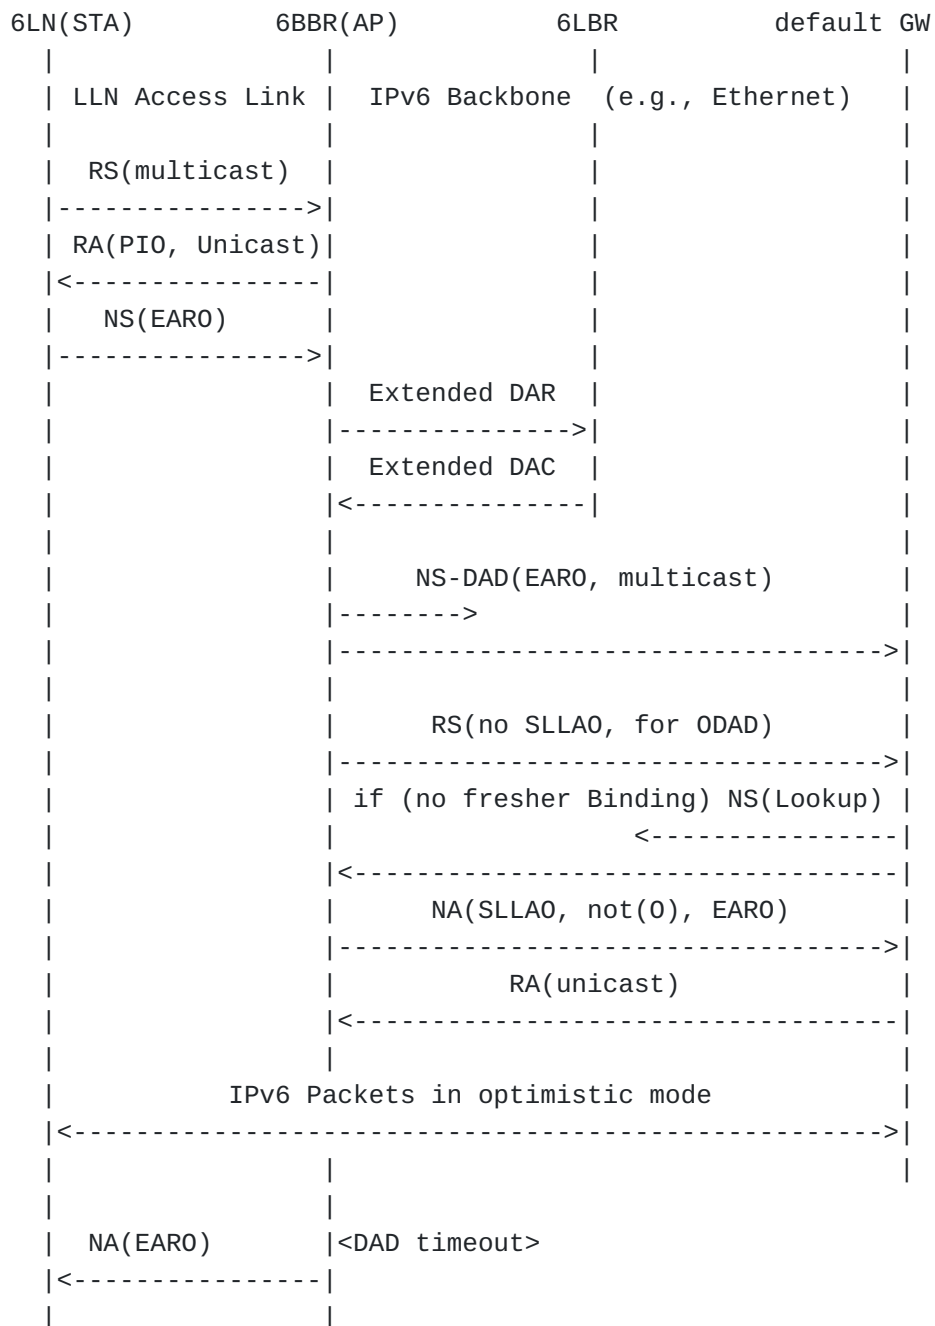 6LN(STA) 6BBR(AP) 6LBR default GW
LLN Access Link IPv6 Backbone (e.g., Ethernet)
RS(multicast)
RA(PIO, Unicast)
NS(EARO)
Extended DAR
Extended DAC
NS-DAD(EARO, multicast)
RS(no SLLAO, for ODAD)
if (no fresher Binding) NS(Lookup)
NA(SLLAO, not(O), EARO)
RA(unicast)
IPv6 Packets in optimistic mode
NA(EARO) <DAD timeout>